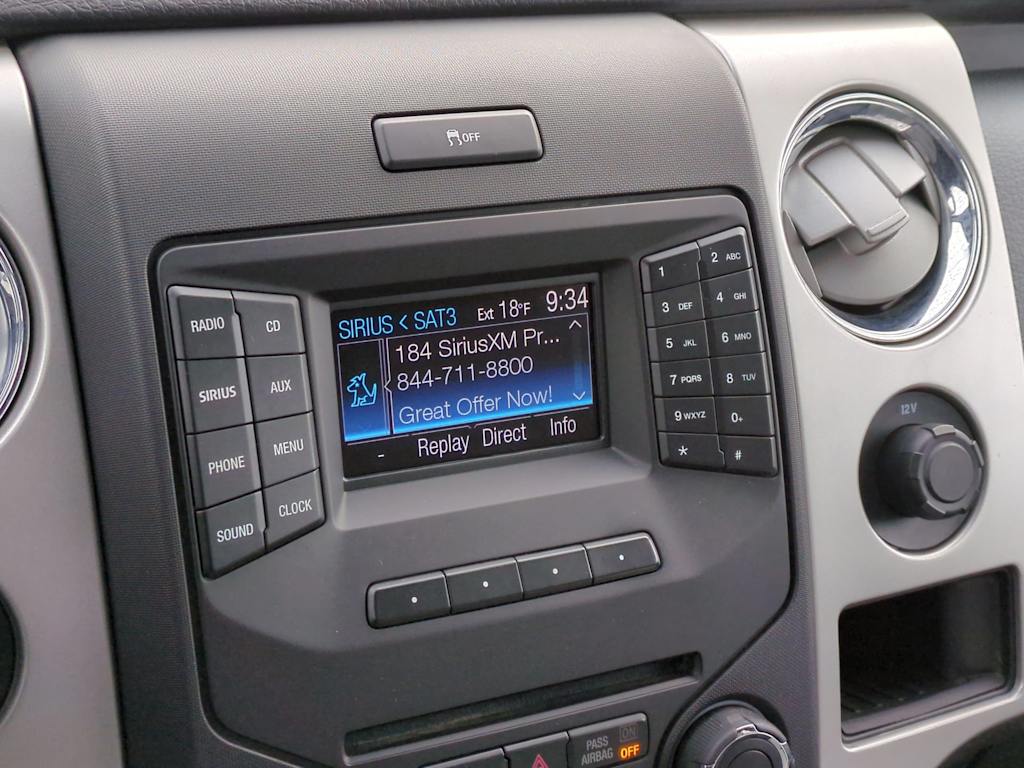 OFF
RADIO
CD
SIRIUS
AUX
PHONE
MENU
SOUND
CLOCK
SIRIUS < SAT3 Ext 18°F 9:34
184 SiriusXM Pr...
844-711-8800
Great Offer Now!
- Replay Direct Info
1
2 ABC
3 DEF
4 GHI
5 JKL
6 MNO
7 PQRS
8 TUV
9 WXYZ
0+
*
#
12V
PASS
AIRBAG
ON
OFF